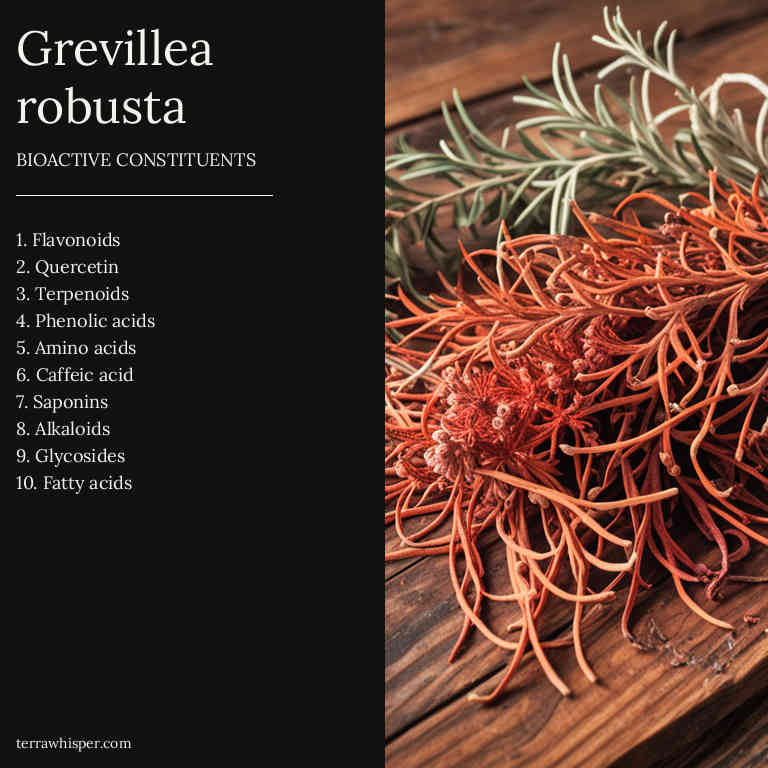 Grevillea
robusta
BIOACTIVE CONSTITUENTS
1. Flavonoids
2. Quercetin
3. Terpenoids
4. Phenolic acids
5. Amino acids
6. Caffeic acid
7. Saponins
8. Alkaloids
9. Glycosides
10. Fatty acids
terrawhisper.com